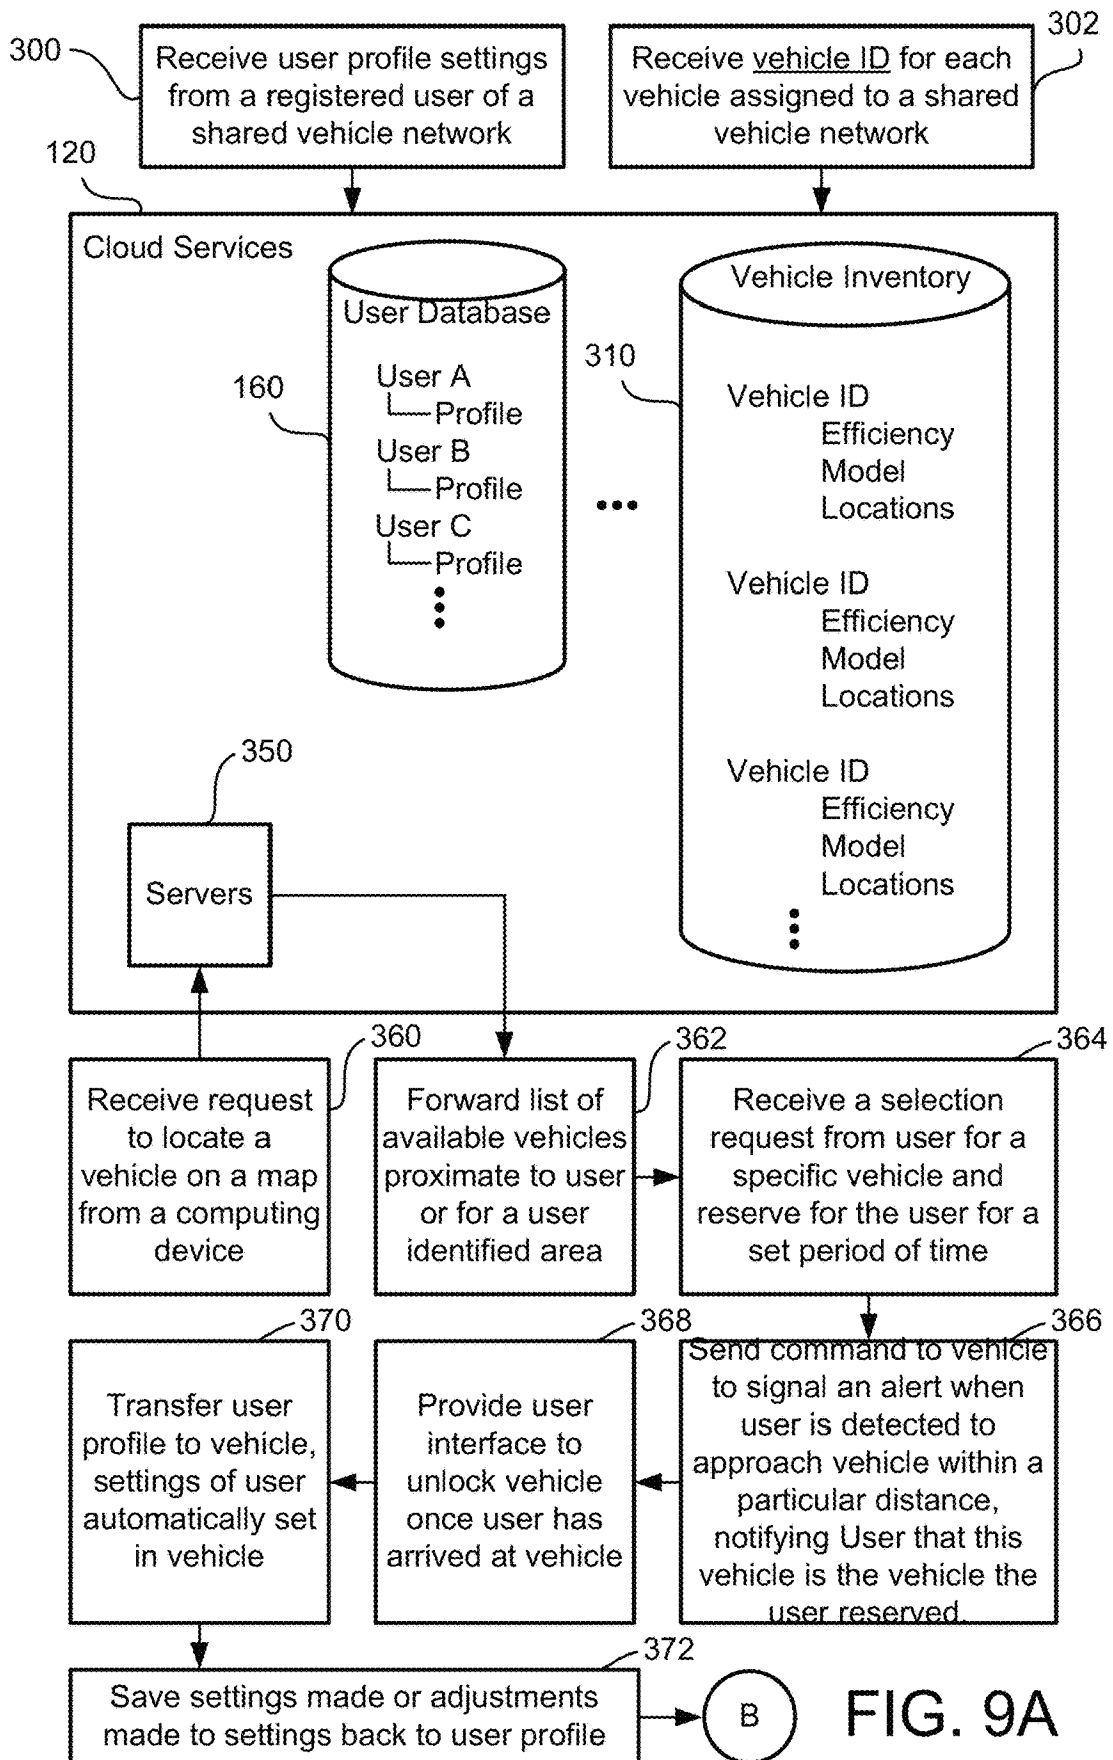 300
Receive user profile settings
from a registered user of a
shared vehicle network
302
Receive vehicle ID for each
vehicle assigned to a shared
vehicle network
120
Cloud Services
User Database
160
User A
Profile
User B
Profile
User C
Profile
Vehicle Inventory
310
Vehicle ID
Efficiency
Model
Locations
Vehicle ID
Efficiency
Model
Locations
Vehicle ID
Efficiency
Model
Locations
350
Servers
360
Receive request
to locate a
vehicle on a map
from a computing
device
362
Forward list of
available vehicles
proximate to user
or for a user
identified area
364
Receive a selection
request from user for a
specific vehicle and
reserve for the user for a
set period of time
366
Send command to vehicle
to signal an alert when
user is detected to
approach vehicle within a
particular distance,
notifying User that this
vehicle is the vehicle the
user reserved.
368
Provide user
interface to
unlock vehicle
once user has
arrived at vehicle
370
Transfer user
profile to vehicle,
settings of user
automatically set
in vehicle
372
Save settings made or adjustments
made to settings back to user profile
B
FIG. 9A